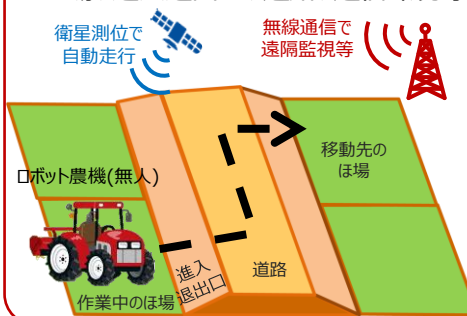 衛星測位で
自動走行
無線通信で
遠隔監視等
移動先の
ほ場
ロボット農機(無人)
進入
退出口
道路
作業中のほ場